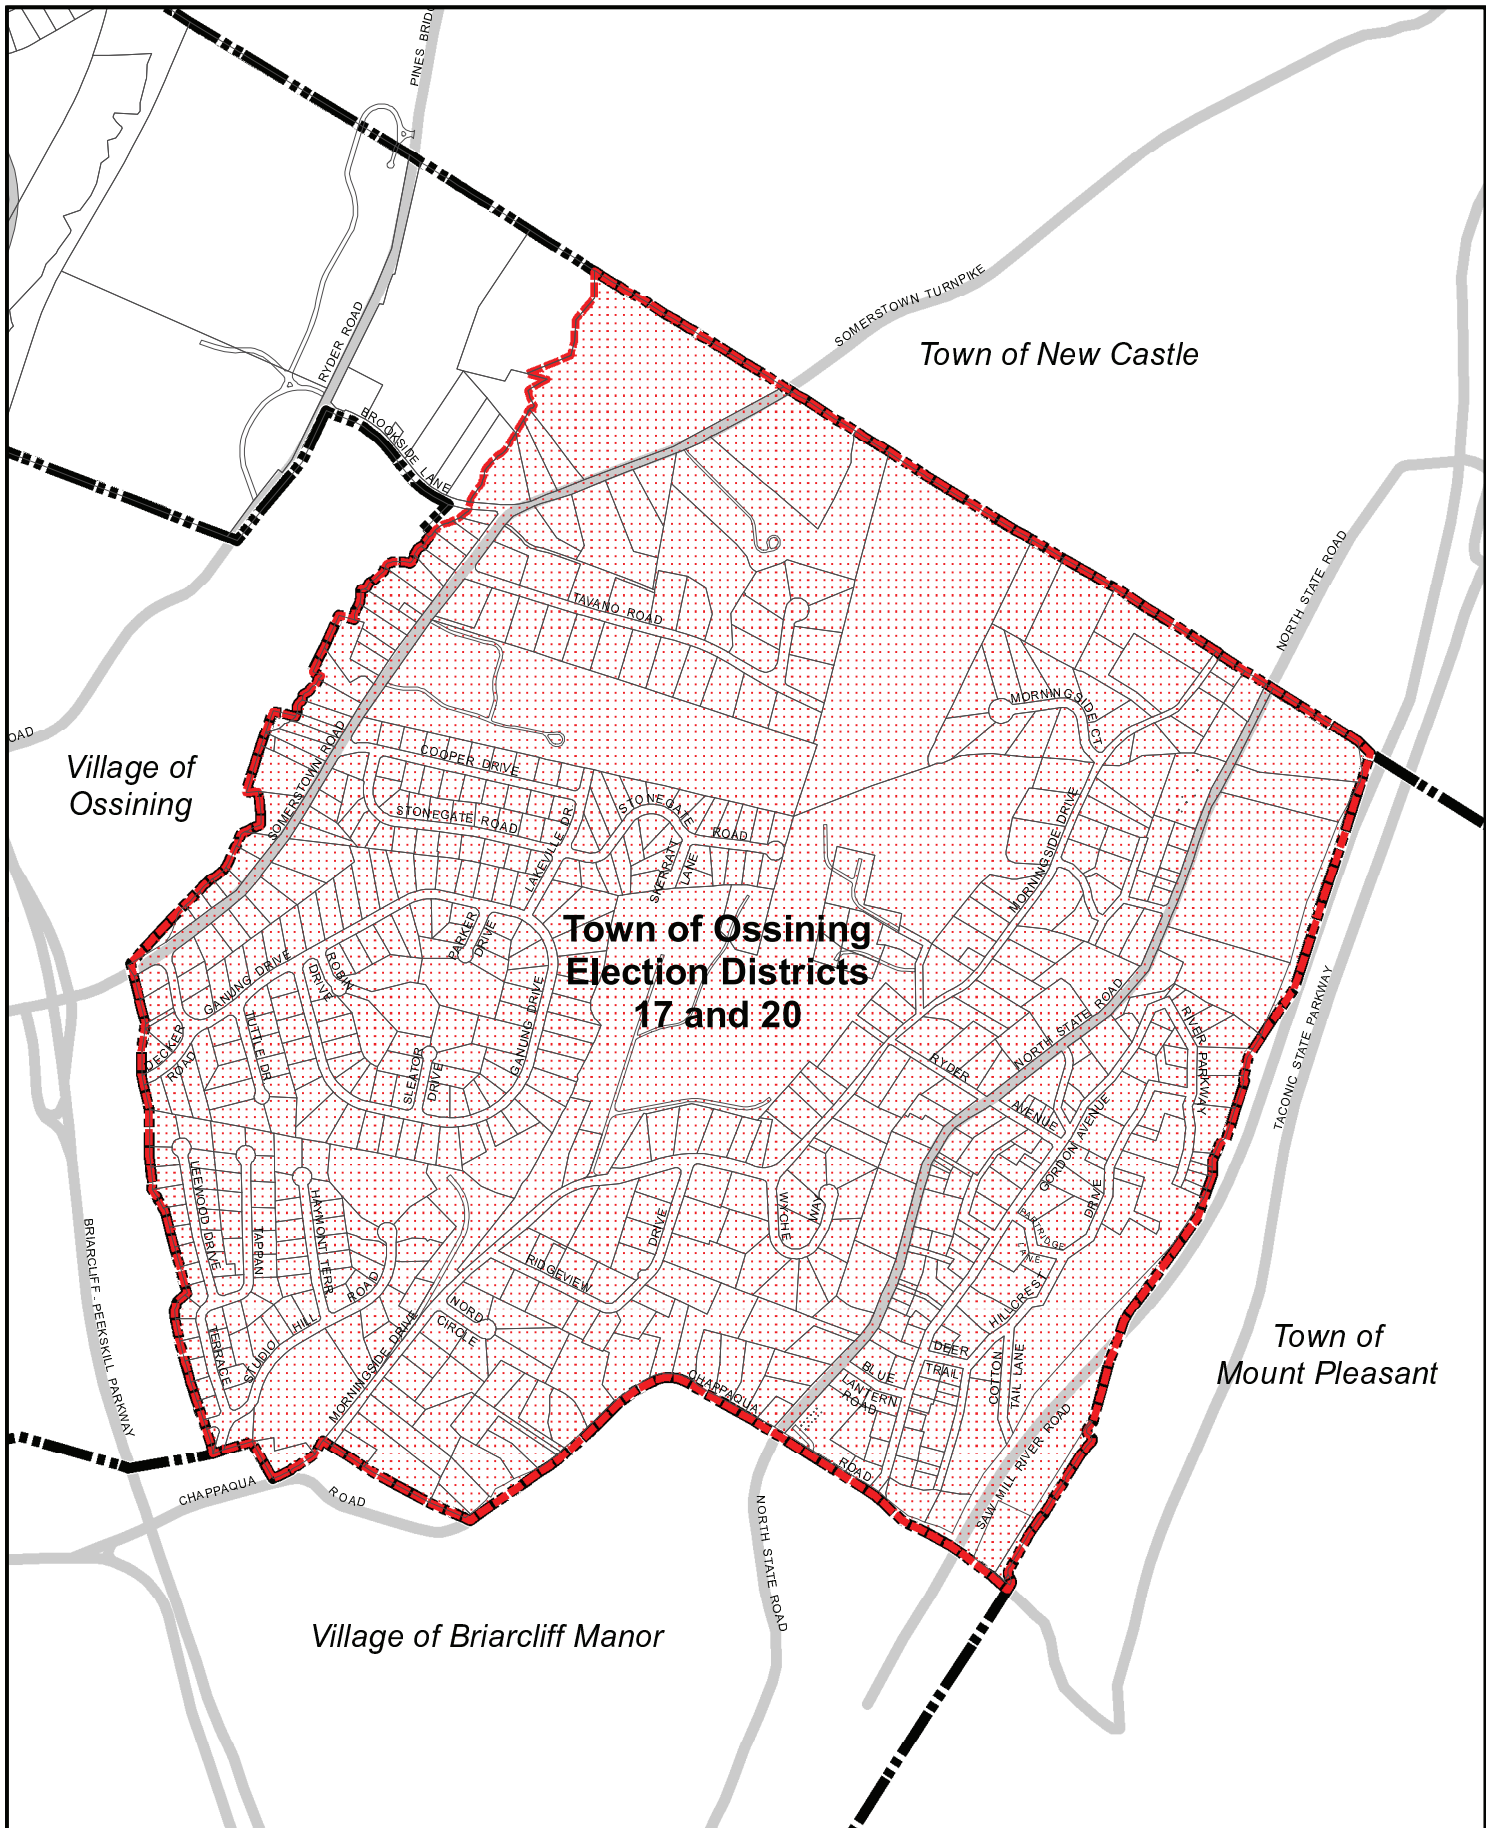 PINES BRIDG
RYDER ROAD
BROOKSIDE LANE
SOMERSTOWN TURNPIKE
Town of New Castle
NORTH STATE ROAD
TAVANO ROAD
MORNINGSIDE CT.
OAD
Village of
Ossining
SOMERSTOWN ROAD
COOPER DRIVE
STONEGATE ROAD
LAKEVILLE DR.
STONEGATE
ROAD
SKERRATT
LANE
MORNINGSIDE DRIVE
PARKER
DRIVE
Town of Ossining
Election Districts
17 and 20
GANUNG DRIVE
ROBIN
DRIVE
GANUNG DRIVE
DECKER
ROAD
TUTTLE DR.
SLEATOR
DRIVE
NORTH STATE ROAD
RIVER PARKWAY
TACONIC STATE PARKWAY
RYDER
AVENUE
GORDOM AVENUE
DRIVE
PARTRIDGE
LANE
HILLCREST
LEEWOOD DRIVE
TAPPAN
TERRACE
HAYMONT TERR.
STUDIO HILL
ROAD
BRIARCLIFF - PEEKSKILL PARKWAY
MORNINGSIDE DRIVE
NORD
CIRCLE
RIDGEVIEW
DRIVE
WYCHE
WAY
DEER
TRAIL
BLUE
LANTERN
ROAD
COTTON
TAIL LANE
Town of
Mount Pleasant
CHAPPAQUA
ROAD
SAW MILL RIVER ROAD
CHAPPAQUA
ROAD
NORTH STATE ROAD
Village of Briarcliff Manor